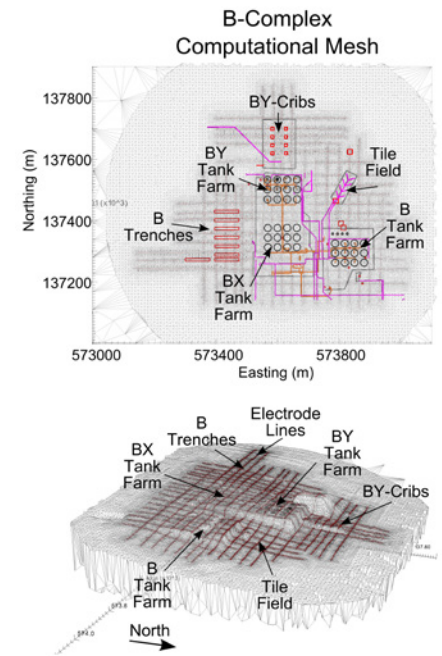 B-Complex
Computational Mesh
137800
137600
137400
137200
Northing (m)
BY-Cribs
BY
Tank
Farm
Tile
Field
B
Trenches
B
Tank
Farm
BX
Tank
Farm
573000
573400
573800
Easting (m)
Electrode
Lines
B
Trenches
BY
Tank
Farm
BX
Tank
Farm
BY-Cribs
B
Tank
Farm
Tile
Field
574.0
North